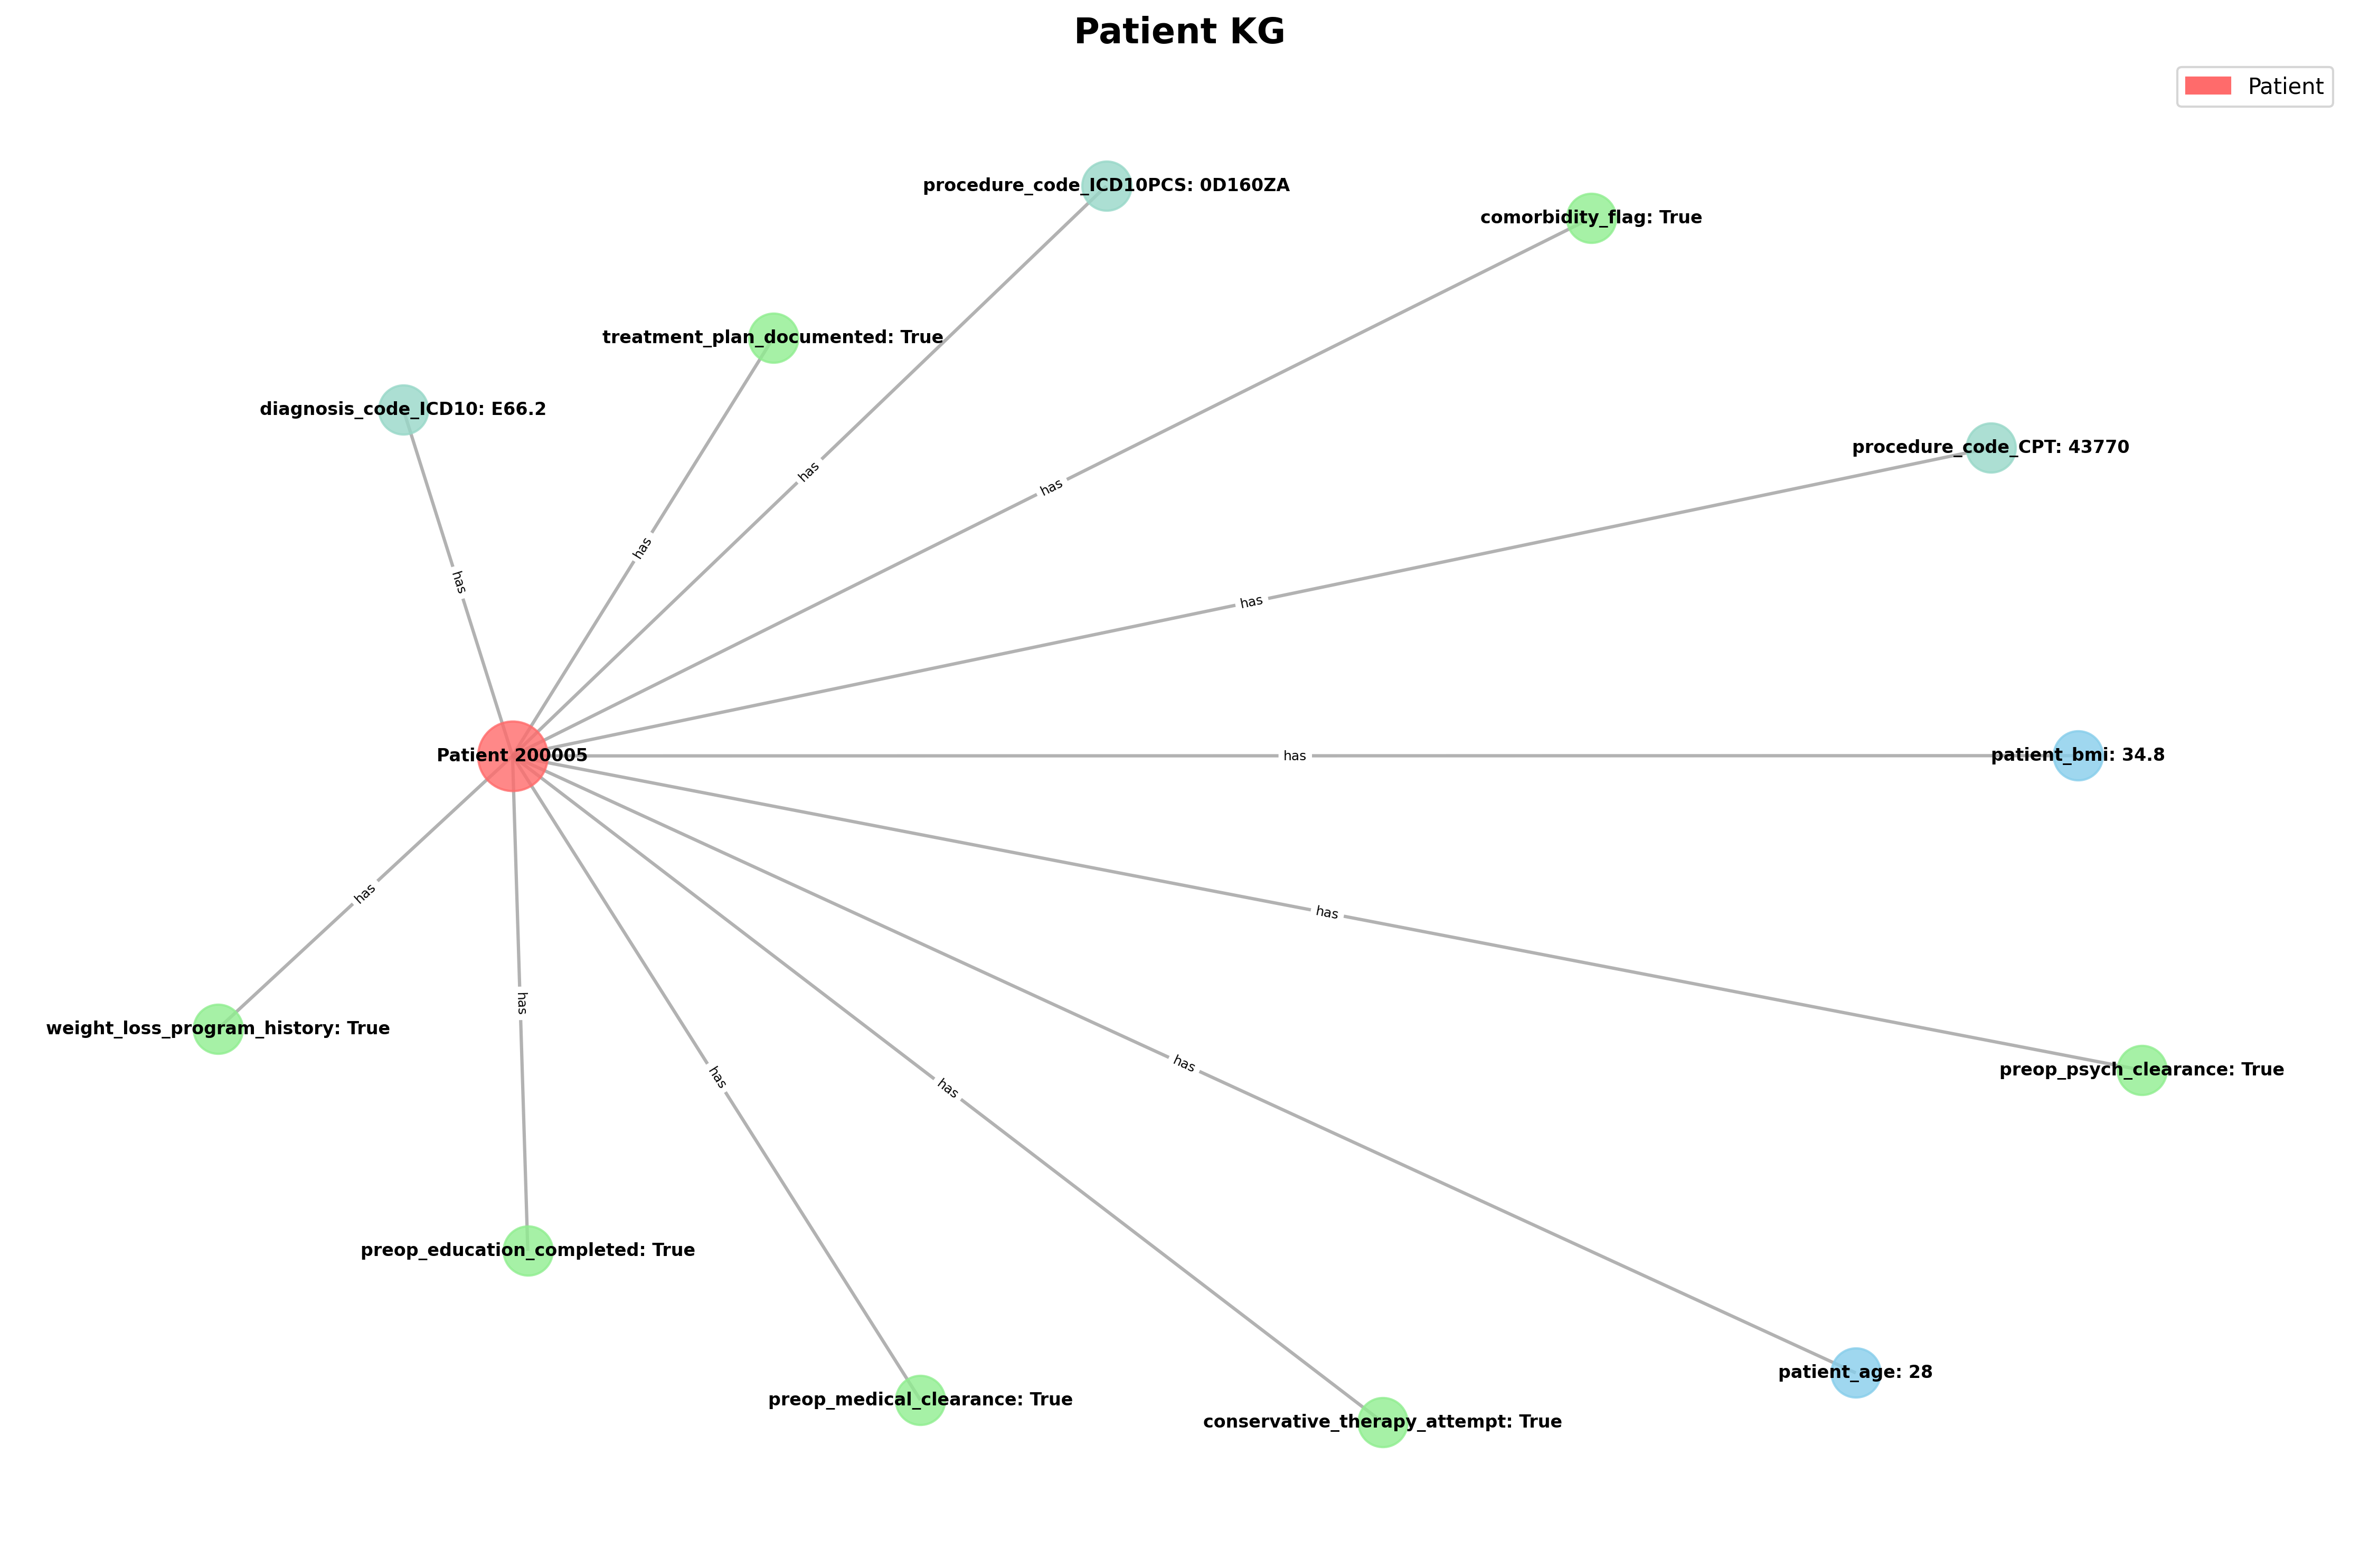 Patient KG
Patient
procedure_code_ICD10PCS: 0D160ZA
comorbidity_flag: True
treatment_plan_documented: True
diagnosis_code_ICD10: E66.2
procedure_code_CPT: 43770
has
has
has
has
has
Patient 200005
has
patient_bmi: 34.8
has
has
weight_loss_program_history: True
has
has
has
has
preop_psych_clearance: True
preop_education_completed: True
patient_age: 28
preop_medical_clearance: True
conservative_therapy_attempt: True